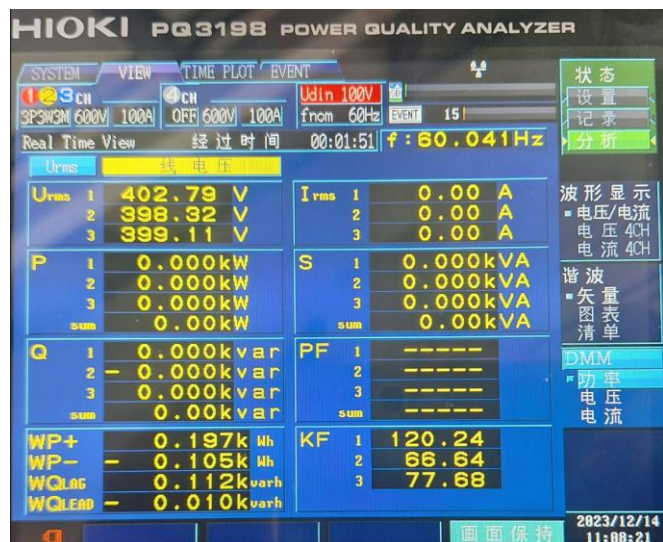 HIOKI PQ3198 POWER QUALITY ANALYZER
SYSTEM VIEW TIME PLOT EVENT
123CH 4CH Udin 100V
3P3W3M 600V 100A OFF 600V 100A fnom 60Hz EVENT 15
Real Time View 经过时间 00:01:51 f:60.041Hz
Urms 线电压
Urms 1 402.79 V
2 398.32 V
3 399.11 V
Irms 1 0.00 A
2 0.00 A
3 0.00 A
P 1 0.000kW
2 0.000kW
3 0.000kW
sum 0.00kW
S 1 0.000kVA
2 0.000kVA
3 0.000kVA
sum 0.00kVA
Q 1 0.000kvar
2 - 0.000kvar
3 0.000kvar
sum 0.00kvar
PF 1 -----
2 -----
3 -----
sum -----
WP+ 0.197k Wh
WP- - 0.105k Wh
WQLAG 0.112kvarh
WQLEAD - 0.010kvarh
KF 1 120.24
2 66.64
3 77.68
状态
设置
记录
分析
波形显示
电压/电流
电压 4CH
电流 4CH
谐波
矢量
图表
清单
DMM
功率
电压
电流
画面保持
2023/12/14
11:08:21